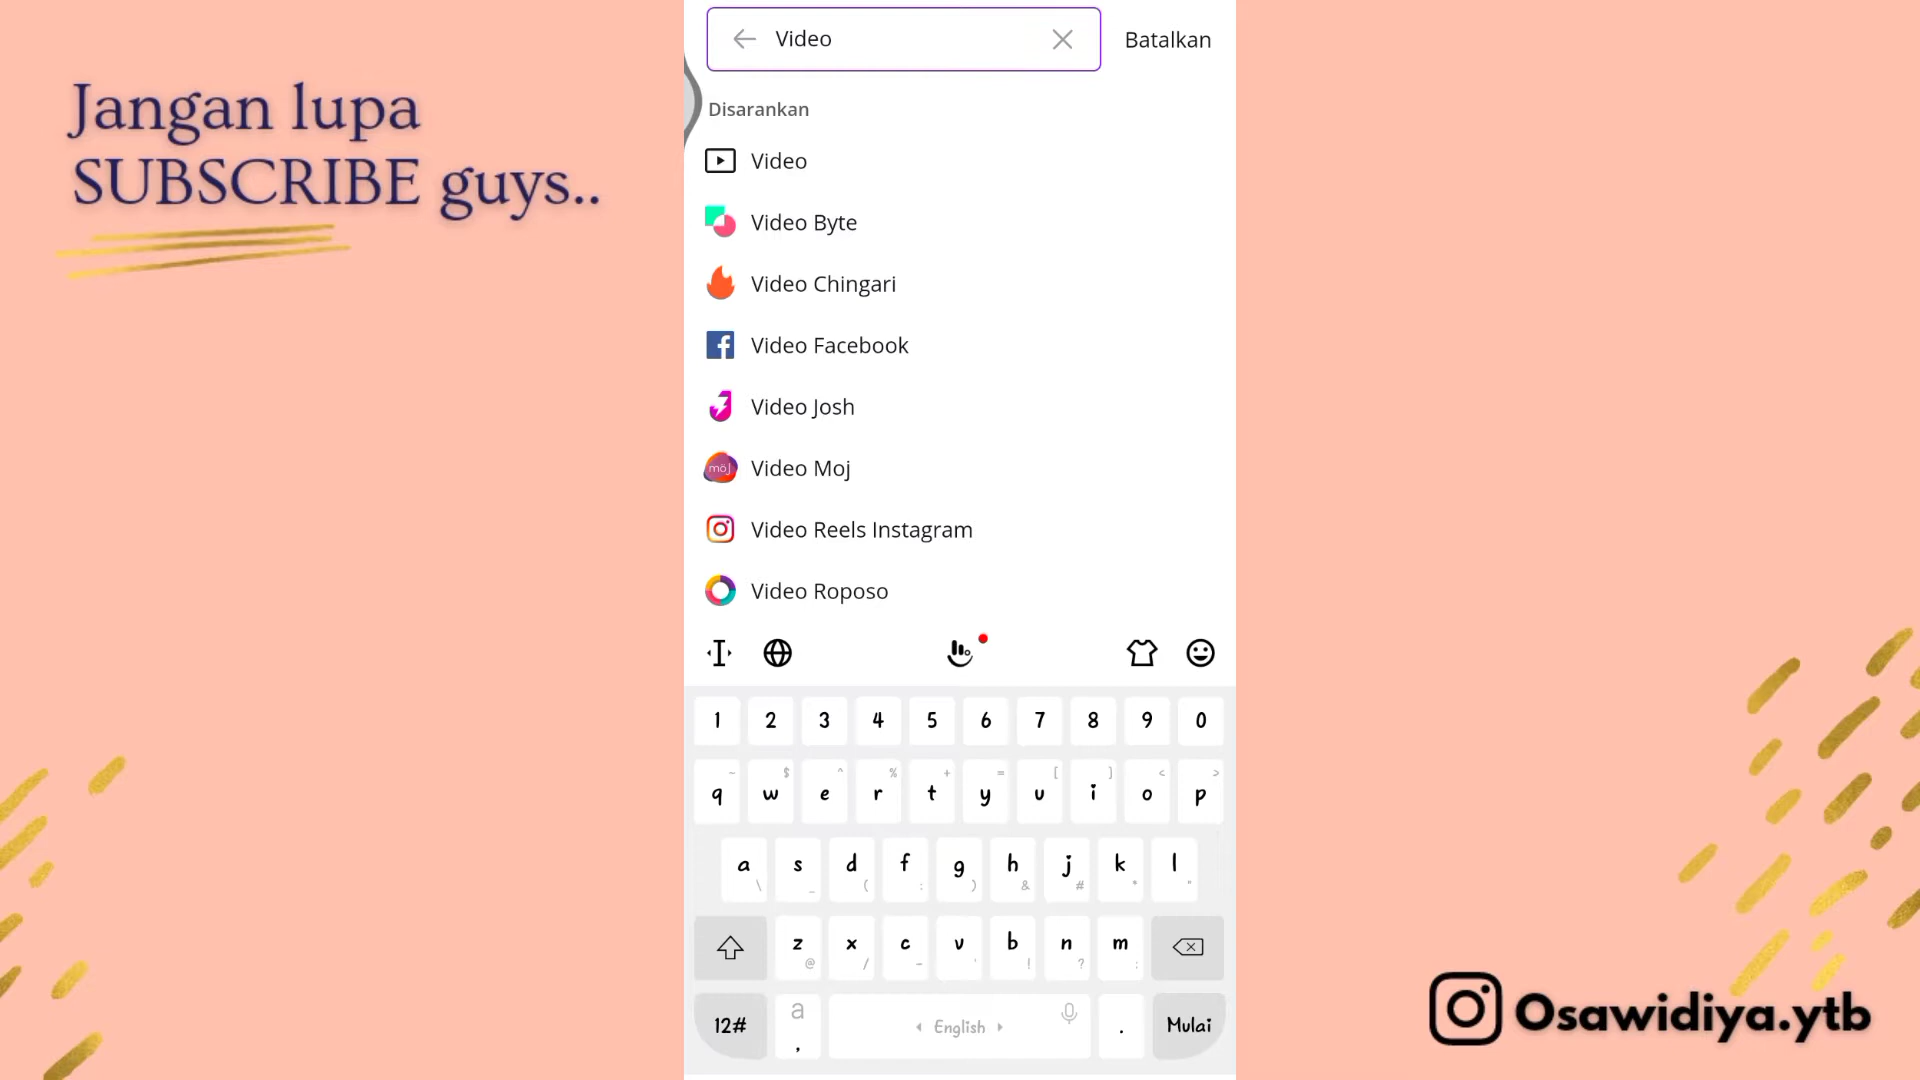 Jangan lupa
SUBSCRIBE guys..
Video
Batalkan
Disarankan
Video
Video Byte
Video Chingari
Video Facebook
Video Josh
moj
Video Moj
Video Reels Instagram
Video Roposo
1 2 3 4 5 6 7 8 9 0
~ $ ^ % + = [ ] < >
q w e r t y u i o p
a s d f g h j k l
\ _ ( : ) & # * "
z x c v b n m
@ / - ' ! ? ;
12# a , English . Mulai
Osawidiya.ytb